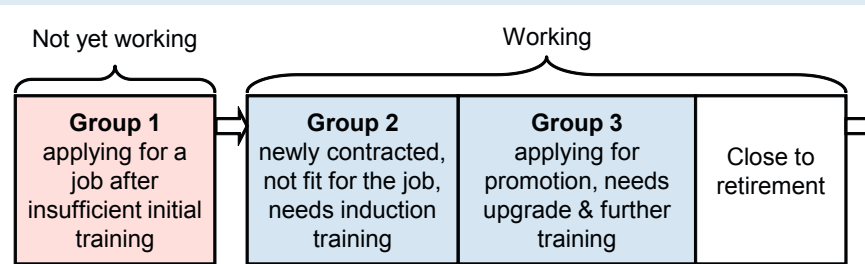 Not yet working
Working
Group 1
applying for a
job after
insufficient initial
training
Group 2
newly contracted,
not fit for the job,
needs induction
training
Group 3
applying for
promotion, needs
upgrade & further
training
Close to
retirement